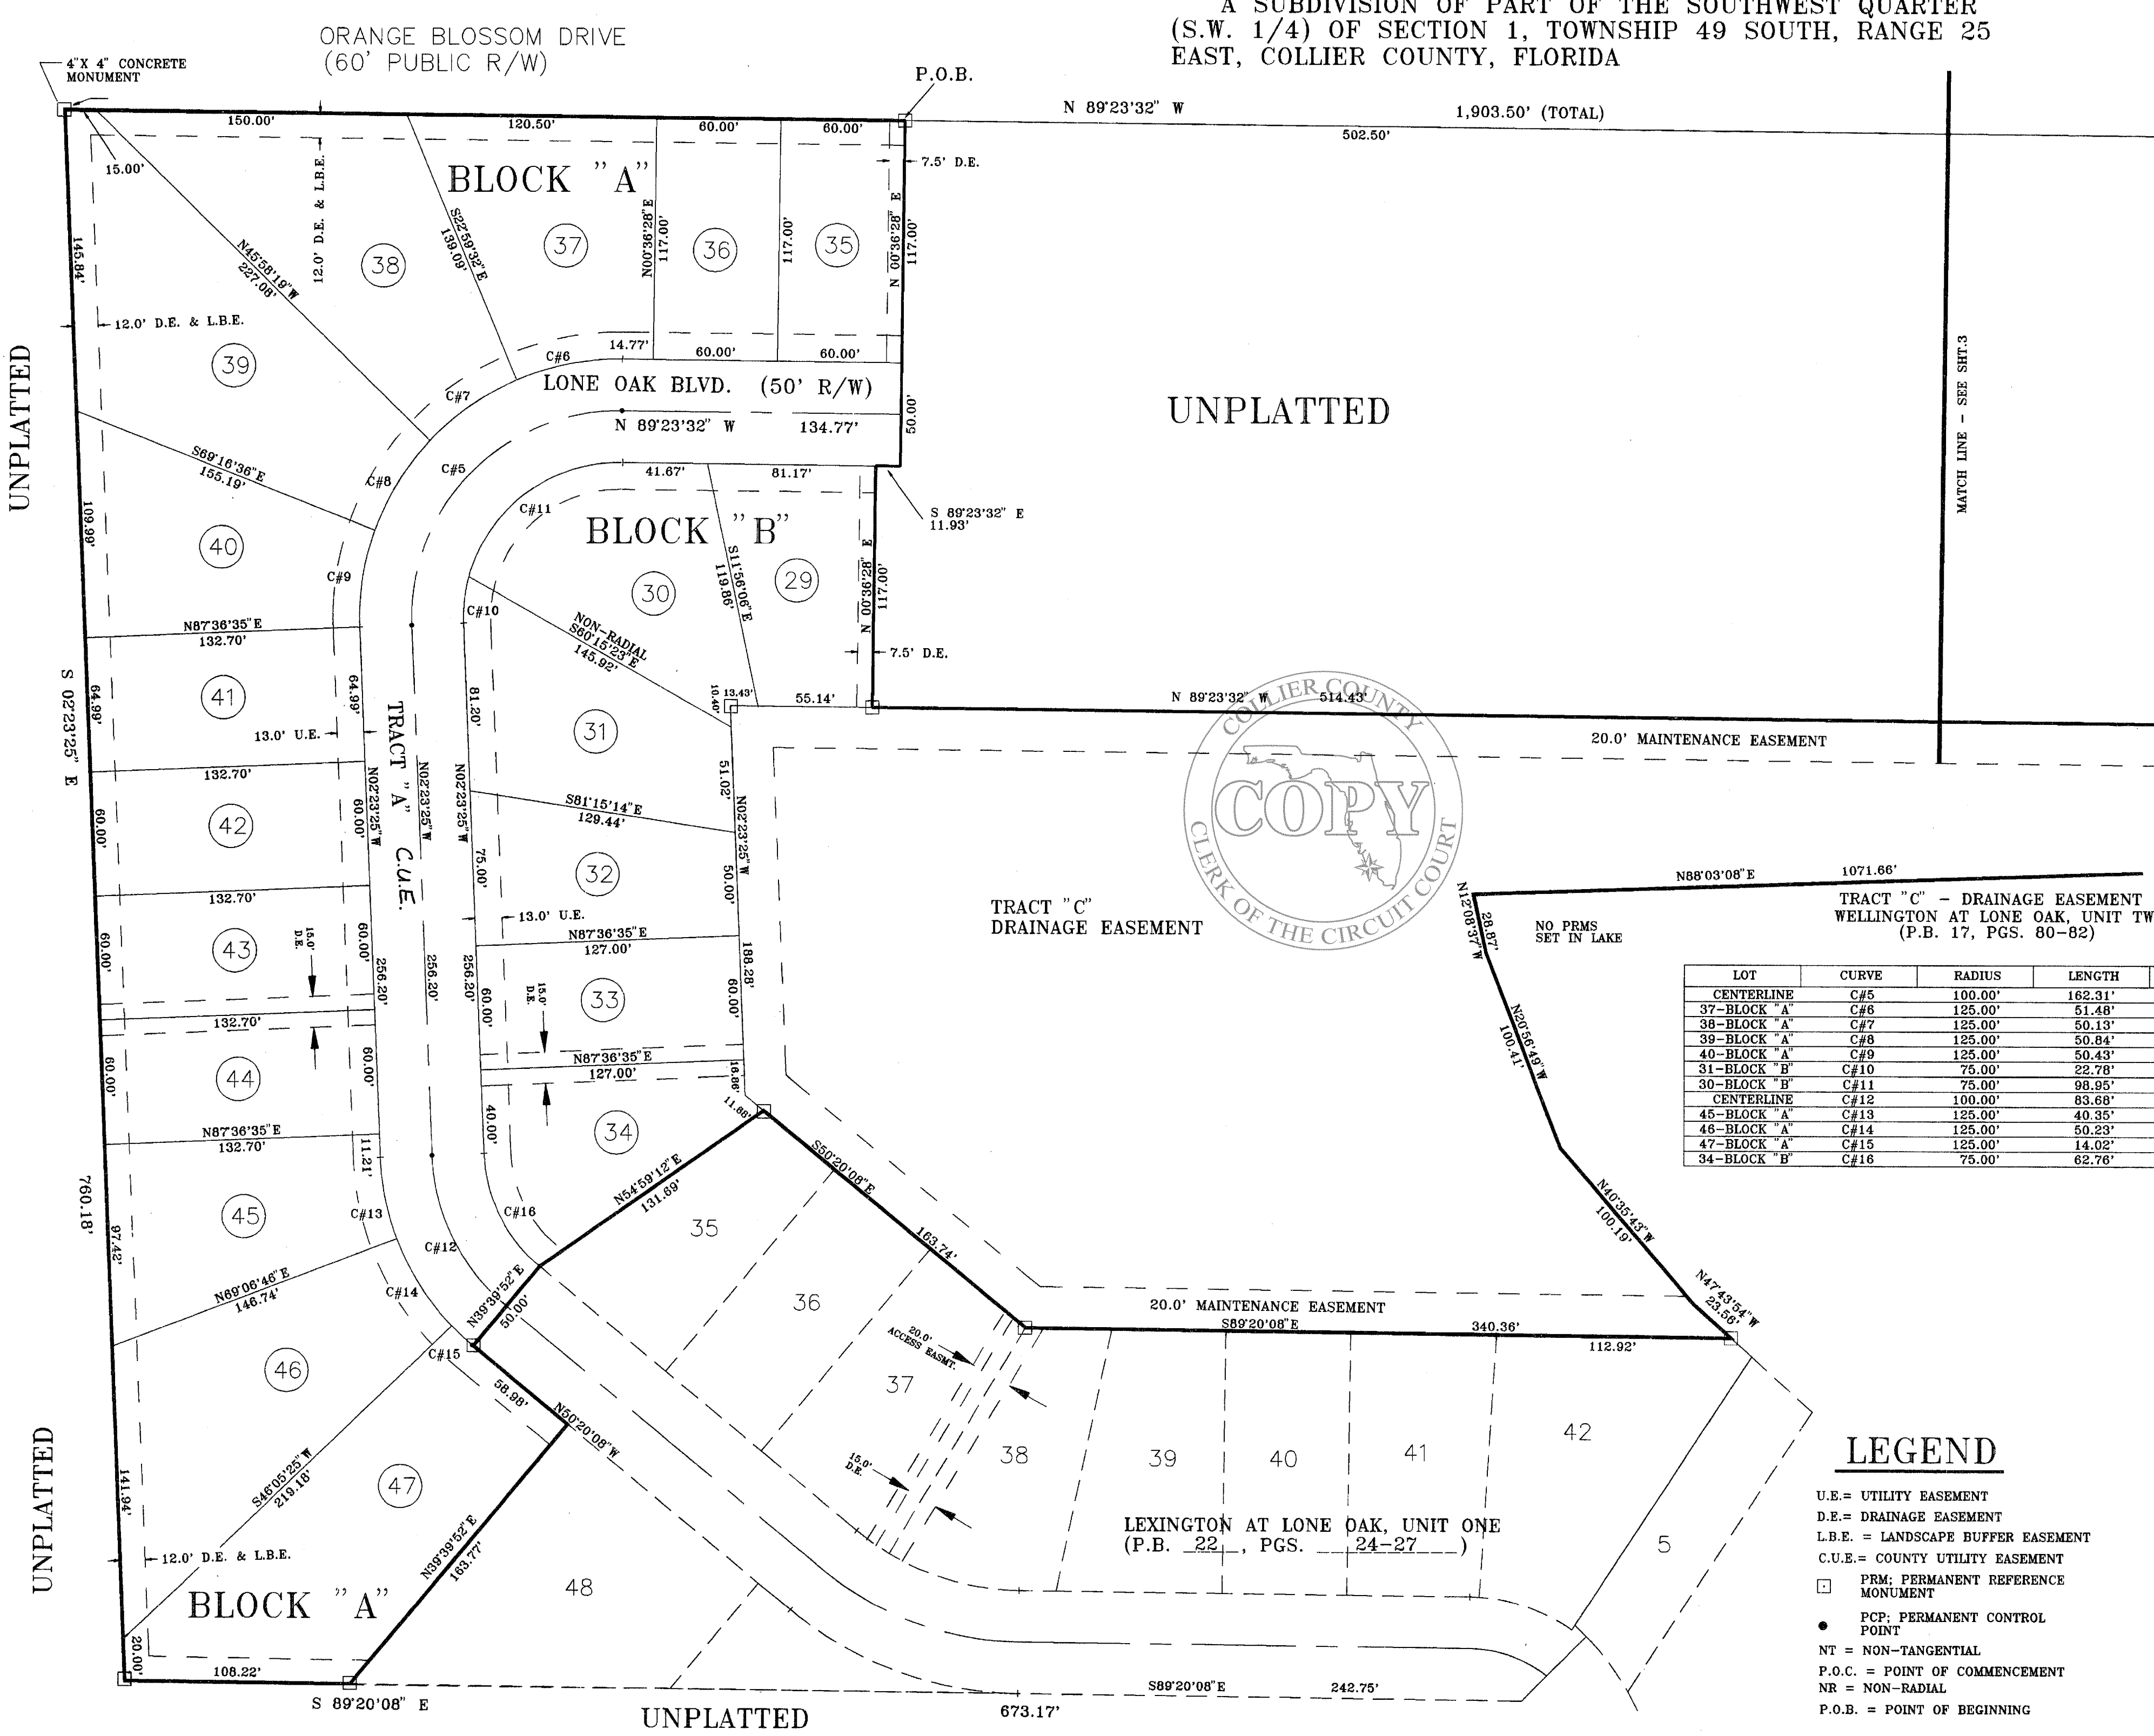 A SUBDIVISION OF PART OF THE SOUTHWEST QUARTER
(S.W. 1/4) OF SECTION 1, TOWNSHIP 49 SOUTH, RANGE 25
EAST, COLLIER COUNTY, FLORIDA
ORANGE BLOSSOM DRIVE
(60' PUBLIC R/W)
4"X 4" CONCRETE
MONUMENT
P.O.B.
N 89°23'32" W
1,903.50' (TOTAL)
502.50'
150.00'
120.50'
60.00'
60.00'
15.00'
12.0' D.E. & L.B.E.
BLOCK "A"
7.5' D.E.
145.84'
N45°58'19"W
227.08'
38
S22°59'32"E
139.09'
37
N00°36'28"E
117.00'
36
117.00'
35
N 00°36'28" E
117.00'
12.0' D.E. & L.B.E.
39
UNPLATTED
C#6
14.77'
60.00'
60.00'
C#7
LONE OAK BLVD. (50' R/W)
50.00'
N 89°23'32" W
134.77'
UNPLATTED
MATCH LINE - SEE SHT.3
S69°16'36"E
155.19'
C#8
C#5
41.67'
81.17'
109.99'
C#11
BLOCK "B"
S 89°23'32" E
11.93'
40
C#9
C#10
30
S11°56'06"E
119.86'
29
N 00°36'28" E
117.00'
N87°36'35"E
132.70'
NON-RADIAL
S60°15'23"E
145.92'
7.5' D.E.
S 02°23'25" E
64.99'
41
64.99'
81.20'
10.40'
13.43'
55.14'
N 89°23'32" W
514.43'
13.0' U.E.
TRACT "A" C.U.E.
31
20.0' MAINTENANCE EASEMENT
132.70'
N02°23'25"W
N02°23'25"W
N02°23'25"W
51.02'
N02°23'25"W
60.00'
42
60.00'
S81°15'14"E
129.44'
75.00'
32
50.00'
COLLIER COUNTY
COPY
CLERK OF THE CIRCUIT COURT
132.70'
13.0' U.E.
TRACT "C"
DRAINAGE EASEMENT
N88°03'08"E
1071.66'
TRACT "C" - DRAINAGE EASEMENT
WELLINGTON AT LONE OAK, UNIT TW
(P.B. 17, PGS. 80-82)
N12°08'37"W
28.87'
NO PRMS
SET IN LAKE
60.00'
43
15.0'
D.E.
60.00'
256.20'
256.20'
256.20'
N87°36'35"E
127.00'
188.28'
60.00'
15.0'
D.E.
33
60.00'
132.70'
N20°56'49"W
100.41'
LOT CURVE RADIUS LENGTH
CENTERLINE C#5 100.00' 162.31'
37-BLOCK "A" C#6 125.00' 51.48'
38-BLOCK "A" C#7 125.00' 50.13'
39-BLOCK "A" C#8 125.00' 50.84'
40-BLOCK "A" C#9 125.00' 50.43'
31-BLOCK "B" C#10 75.00' 22.78'
30-BLOCK "B" C#11 75.00' 98.95'
CENTERLINE C#12 100.00' 83.68'
45-BLOCK "A" C#13 125.00' 40.35'
46-BLOCK "A" C#14 125.00' 50.23'
47-BLOCK "A" C#15 125.00' 14.02'
34-BLOCK "B" C#16 75.00' 62.76'
60.00'
44
60.00'
N87°36'35"E
127.00'
16.86'
11.68'
40.00'
34
N87°36'35"E
132.70'
11.21'
760.18'
97.42'
45
C#13
C#12
C#16
N54°59'12"E
131.69'
S50°20'08"E
163.74'
35
N40°35'43"W
100.19'
N69°06'46"E
146.74'
C#14
N39°39'52"E
50.00'
36
N47°43'54"W
23.56'
20.0' MAINTENANCE EASEMENT
S89°20'08"E
340.36'
112.92'
20.0'
ACCESS EASMT.
46
C#15
58.98'
N50°20'08"W
37
38
39
40
41
42
5
15.0'
D.E.
UNPLATTED
141.94'
S46°05'25"W
219.18'
47
N39°39'52"E
163.77'
12.0' D.E. & L.B.E.
BLOCK "A"
48
LEXINGTON AT LONE OAK, UNIT ONE
(P.B. 22, PGS. 24-27)
20.00'
108.22'
S 89°20'08" E
UNPLATTED
S89°20'08"E
242.75'
673.17'
LEGEND
U.E.= UTILITY EASEMENT
D.E.= DRAINAGE EASEMENT
L.B.E. = LANDSCAPE BUFFER EASEMENT
C.U.E.= COUNTY UTILITY EASEMENT
PRM; PERMANENT REFERENCE
MONUMENT
PCP; PERMANENT CONTROL
POINT
NT = NON-TANGENTIAL
P.O.C. = POINT OF COMMENCEMENT
NR = NON-RADIAL
P.O.B. = POINT OF BEGINNING